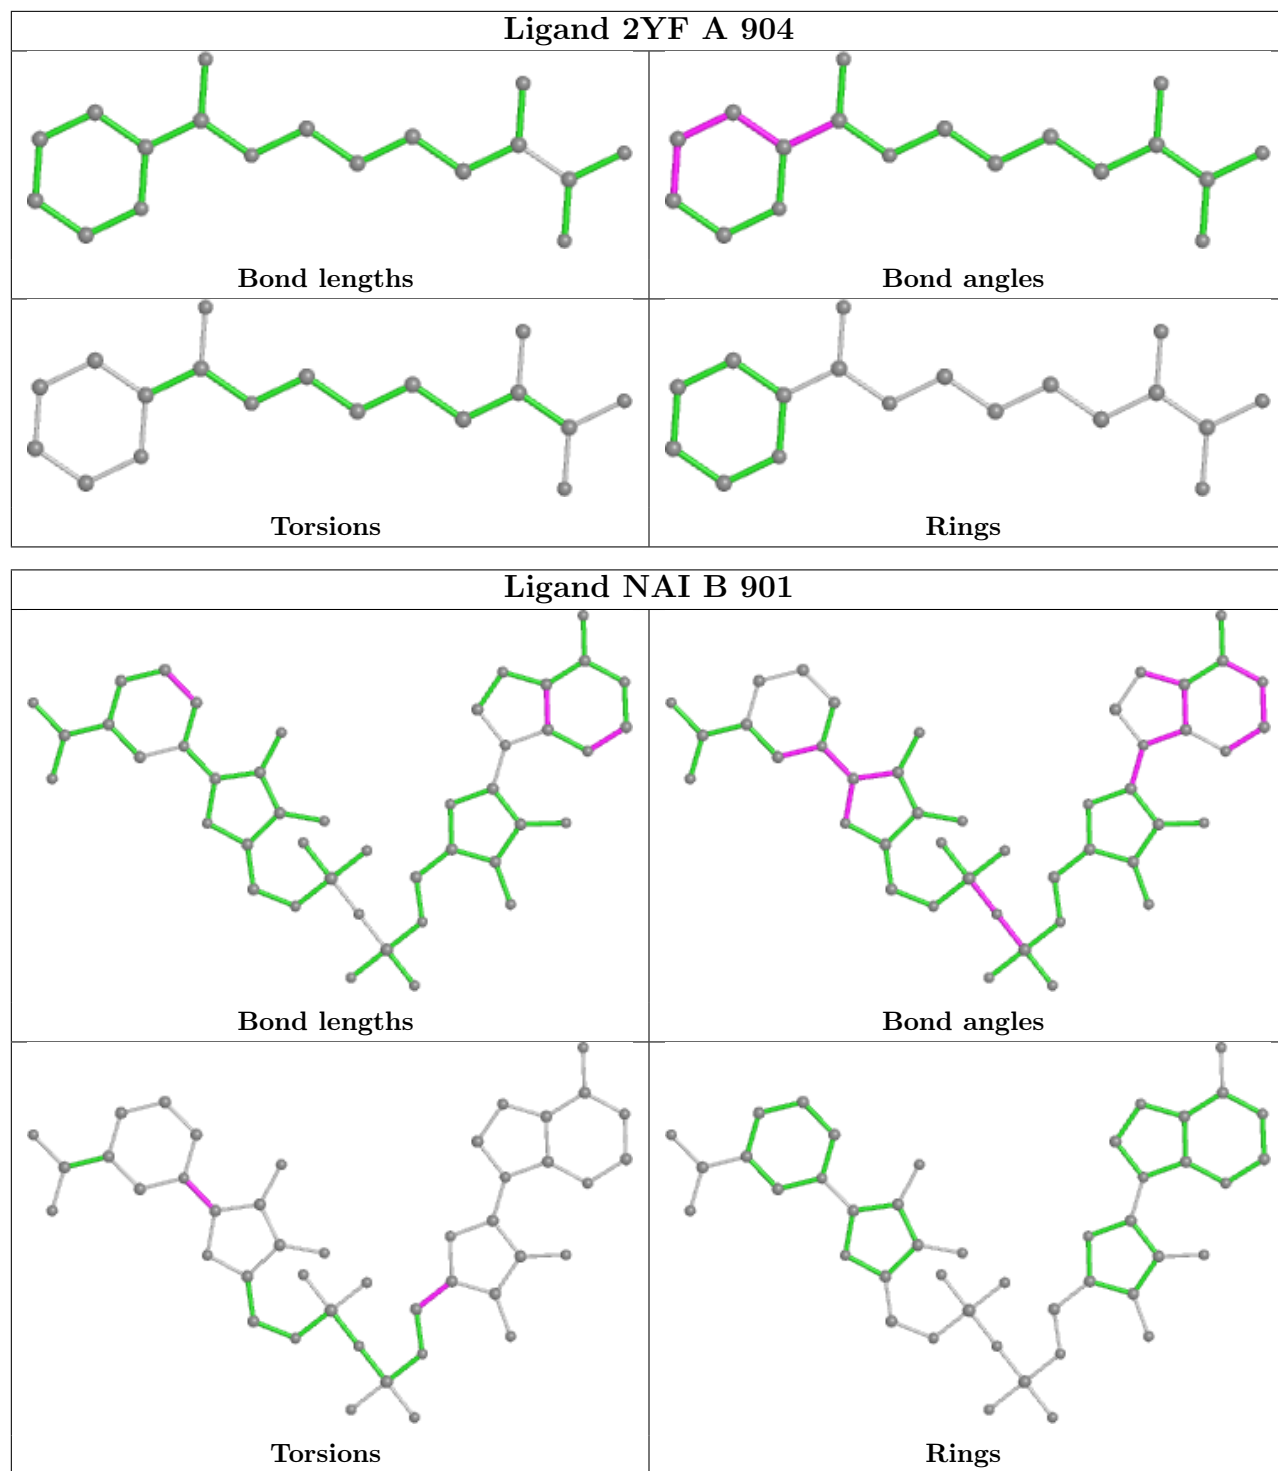 Ligand 2YF A 904
Bond lengths
Bond angles
Torsions
Rings
Ligand NAI B 901
Bond lengths
Bond angles
Torsions
Rings